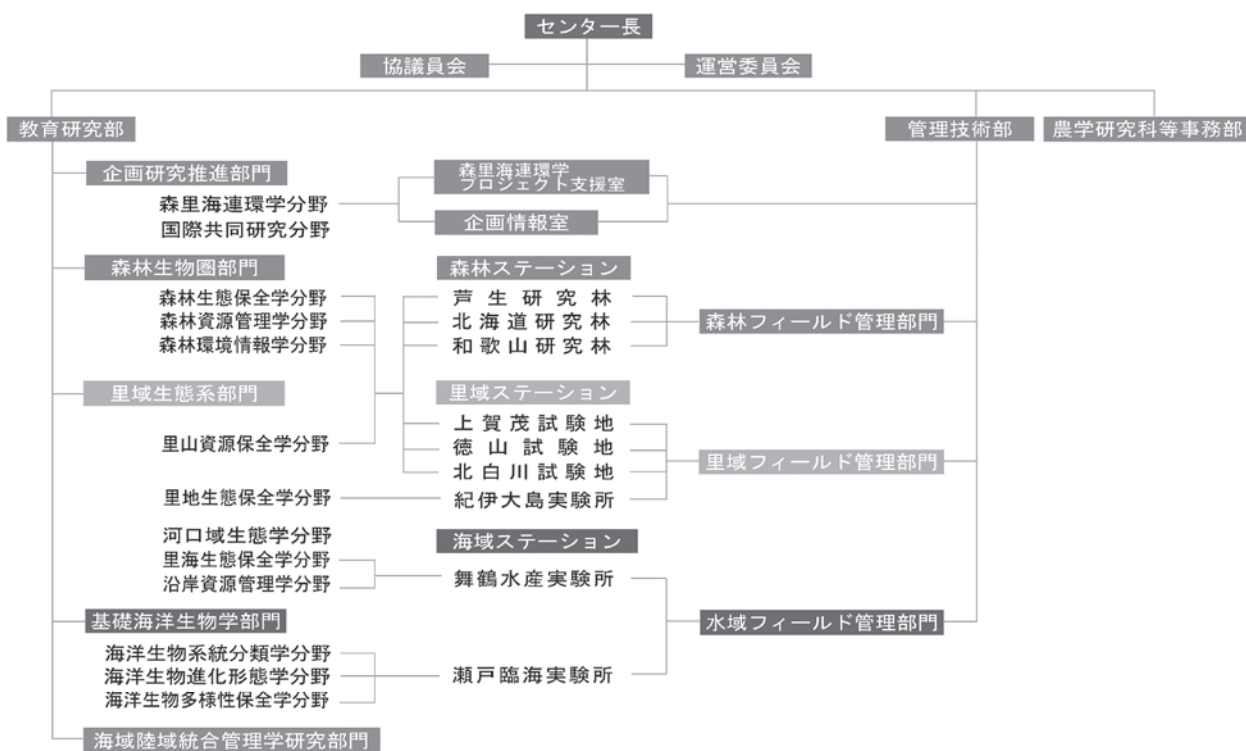 センター長
協議員会
運営委員会
教育研究部
管理技術部
農学研究科等事務部
企画研究推進部門
森里海連環学分野
国際共同研究分野
森里海連環学
プロジェクト支援室
企画情報室
森林生物圏部門
森林生態保全学分野
森林資源管理学分野
森林環境情報学分野
森林ステーション
芦生研究林
北海道研究林
和歌山研究林
森林フィールド管理部門
里域生態系部門
里山資源保全学分野
里地生態保全学分野
河口域生態学分野
里海生態保全学分野
沿岸資源管理学分野
里域ステーション
上賀茂試験地
徳山試験地
北白川試験地
紀伊大島実験所
里域フィールド管理部門
海域ステーション
舞鶴水産実験所
基礎海洋生物学部門
海洋生物系統分類学分野
海洋生物進化形態学分野
海洋生物多様性保全学分野
瀬戸臨海実験所
水域フィールド管理部門
海域陸域統合管理学研究部門